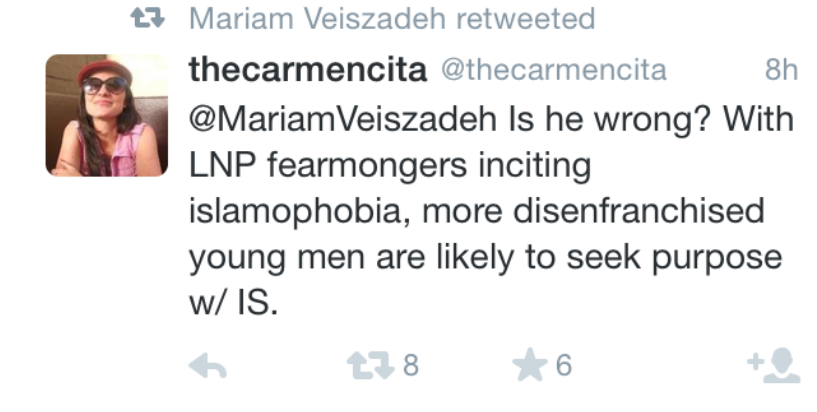 Mariam Veiszadeh retweeted
thecarmencita @thecarmencita 8h
@MariamVeiszadeh Is he wrong? With
LNP fearmongers inciting
islamophobia, more disenfranchised
young men are likely to seek purpose
w/ IS.
8 6